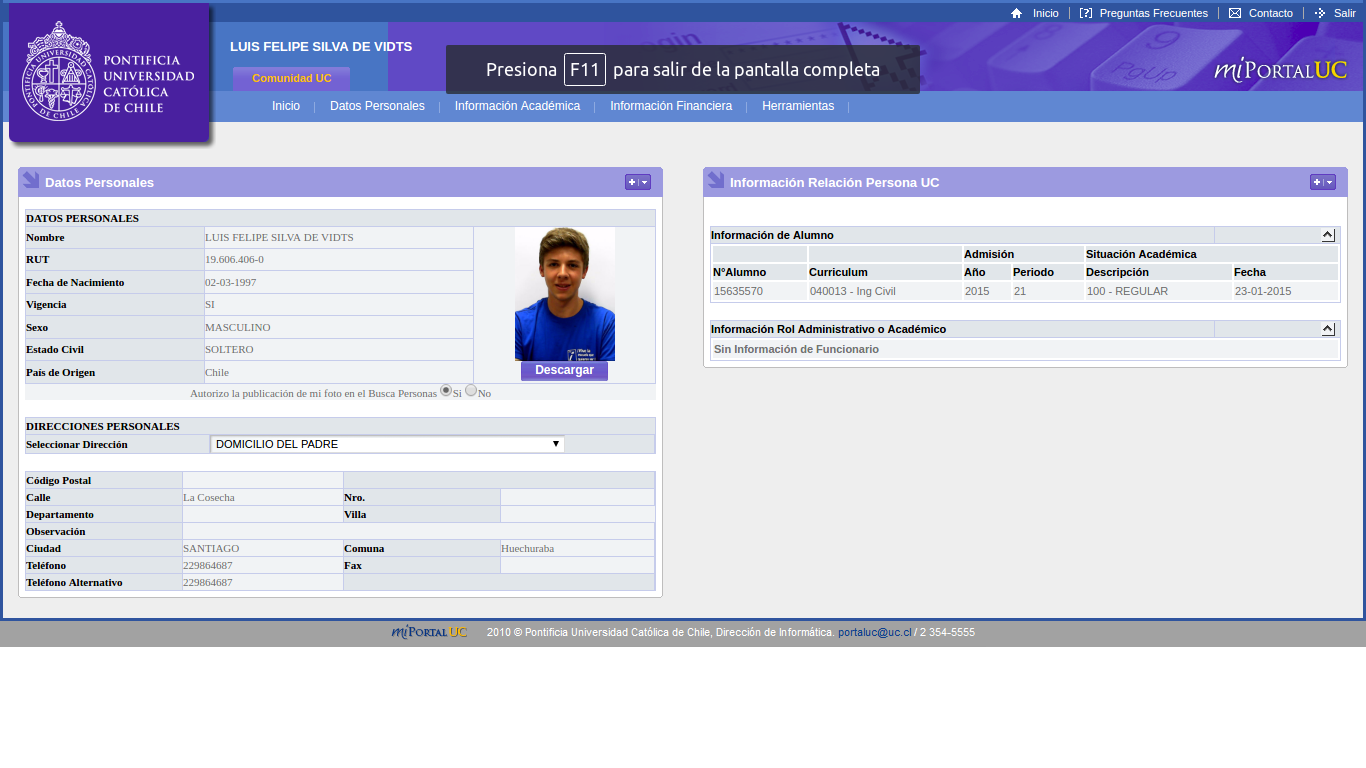 Inicio
[?] Preguntas Frecuentes
Contacto
Salir
PONTIFICIA
UNIVERSIDAD
CATÓLICA
DE CHILE
LUIS FELIPE SILVA DE VIDTS
Comunidad UC
Presiona F11 para salir de la pantalla completa
PgUp
miPORTALUC
Inicio | Datos Personales | Información Académica | Información Financiera | Herramientas |
Datos Personales
DATOS PERSONALES
Nombre LUIS FELIPE SILVA DE VIDTS
RUT 19.606.406-0
Fecha de Nacimiento 02-03-1997
Vigencia SI
Sexo MASCULINO
Estado Civil SOLTERO
País de Origen Chile
Descargar
Autorizo la publicación de mi foto en el Busca Personas Si No
DIRECCIONES PERSONALES
Seleccionar Dirección DOMICILIO DEL PADRE
Código Postal
Calle La Cosecha Nro.
Departamento Villa
Observación
Ciudad SANTIAGO Comuna Huechuraba
Teléfono 229864687 Fax
Teléfono Alternativo 229864687
Información Relación Persona UC
Información de Alumno
Admisión Situación Académica
N°Alumno Curriculum Año Periodo Descripción Fecha
15635570 040013 - Ing Civil 2015 21 100 - REGULAR 23-01-2015
Información Rol Administrativo o Académico
Sin Información de Funcionario
miPORTALUC 2010 © Pontificia Universidad Católica de Chile, Dirección de Informática. portaluc@uc.cl / 2 354-5555